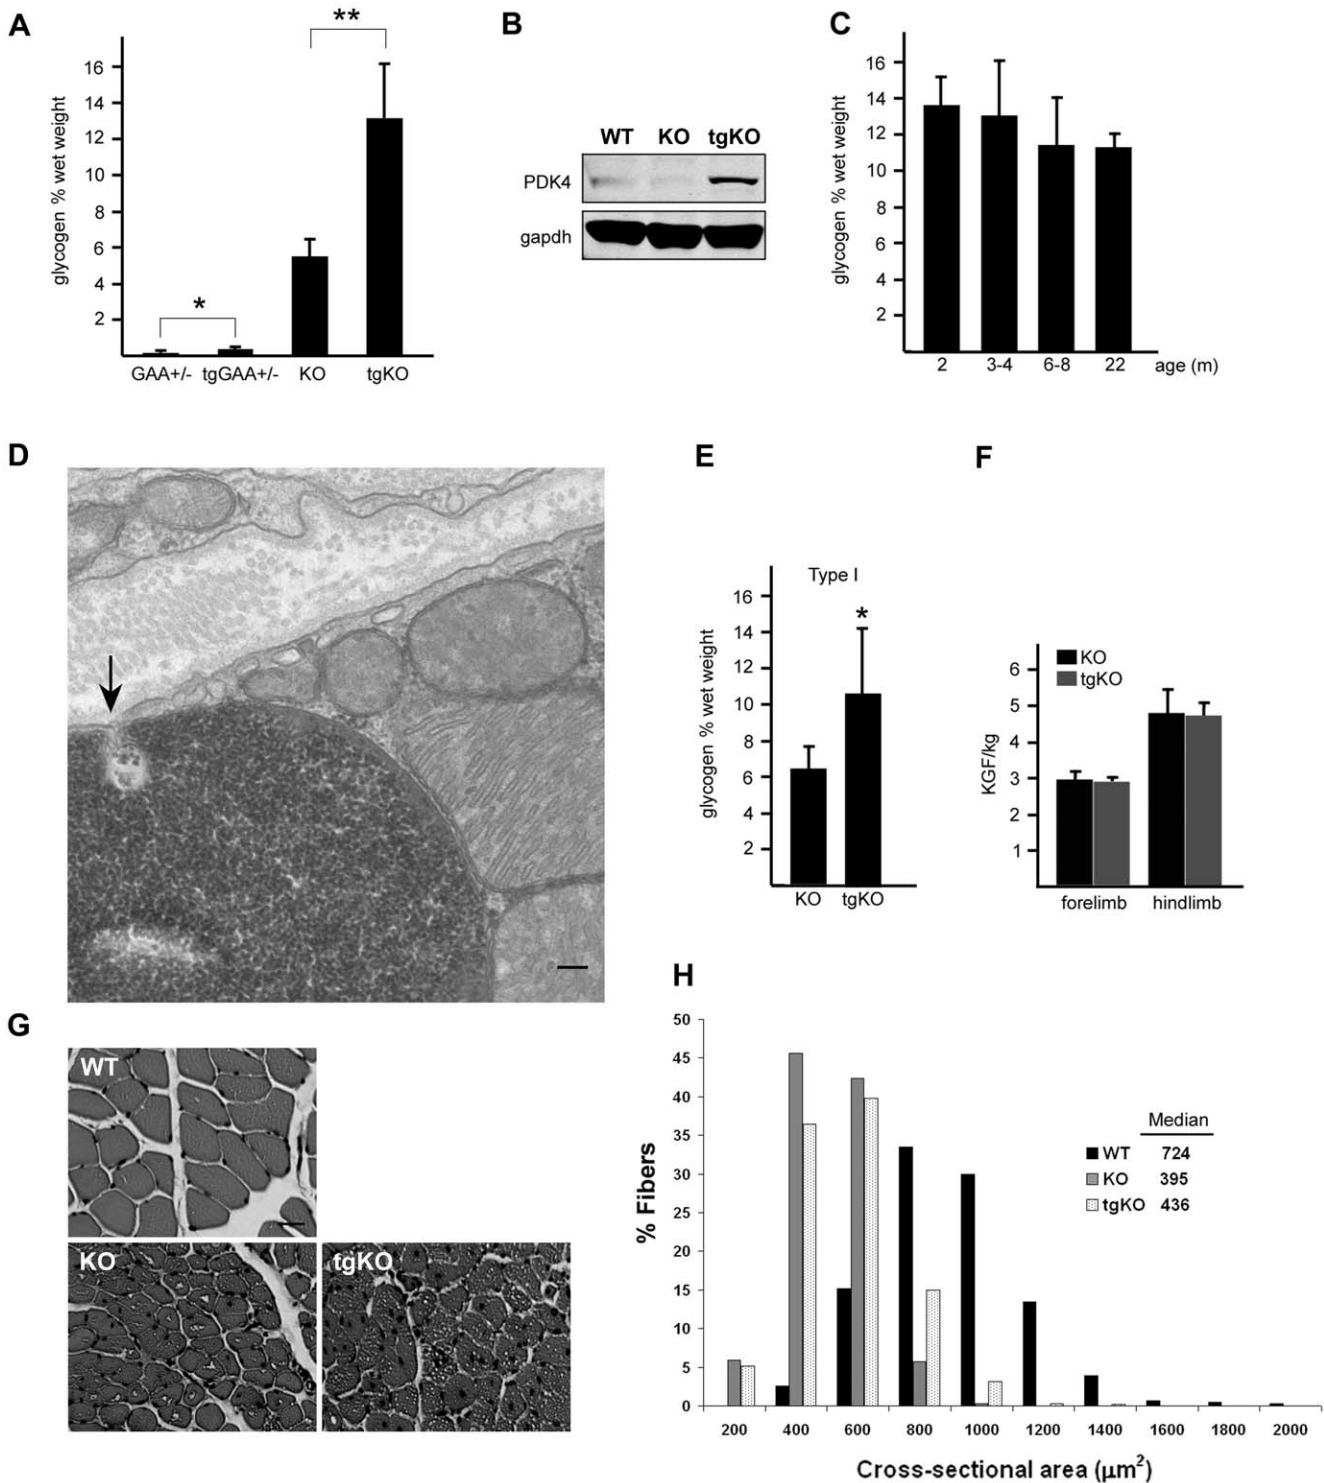 A
**
glycogen % wet weight
16
14
12
10
8
6
4
2
*
GAA+/- tgGAA+/- KO tgKO
B
WT KO tgKO
PDK4
gapdh
C
glycogen % wet weight
16
14
12
10
8
6
4
2
2 3-4 6-8 22 age (m)
D
E
Type I
glycogen % wet weight
16
14
12
10
8
6
4
2
*
KO tgKO
F
KGF/kg
6
5
4
3
2
1
KO
tgKO
forelimb hindlimb
G
WT
KO
tgKO
H
% Fibers
50
45
40
35
30
25
20
15
10
5
0
Median
WT 724
KO 395
tgKO 436
200 400 600 800 1000 1200 1400 1600 1800 2000
Cross-sectional area (μm²)